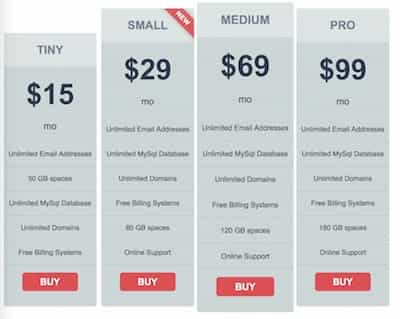 TINY
$15
mo
Unlimited Email Addresses
50 GB spaces
Unlimited MySql Database
Unlimited Domains
Free Billing Systems
BUY
SMALL
NEW
$29
mo
Unlimited Email Addresses
Unlimited MySql Database
Unlimited Domains
Free Billing Systems
80 GB spaces
Online Support
BUY
MEDIUM
$69
mo
Unlimited Email Addresses
Unlimited MySql Database
Unlimited Domains
Free Billing Systems
120 GB spaces
Online Support
BUY
PRO
$99
mo
Unlimited Email Addresses
Unlimited MySql Database
Unlimited Domains
Free Billing Systems
180 GB spaces
Online Support
BUY